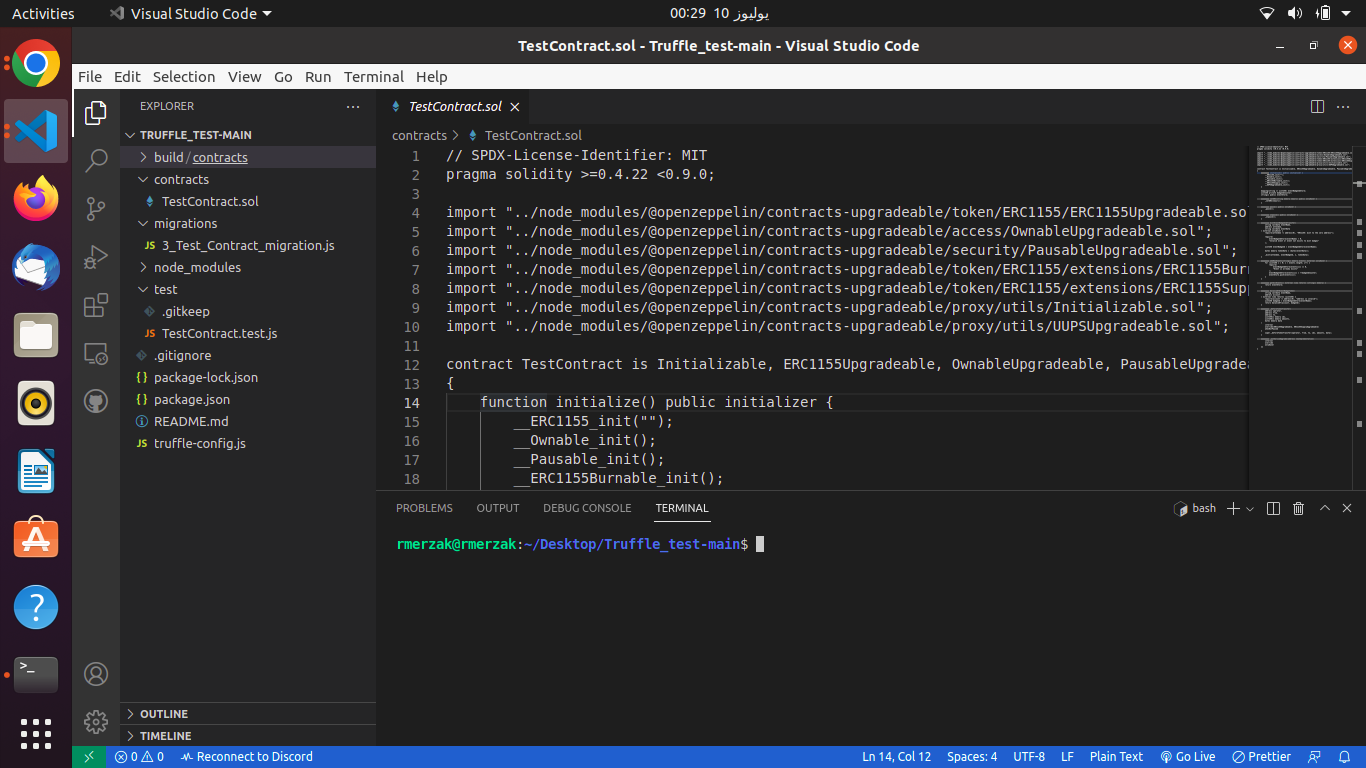 Activities
Visual Studio Code
00:29 10 يوليوز
TestContract.sol - Truffle_test-main - Visual Studio Code
File Edit Selection View Go Run Terminal Help
EXPLORER
TRUFFLE_TEST-MAIN
build / contracts
contracts
TestContract.sol
migrations
JS 3_Test_Contract_migration.js
node_modules
test
.gitkeep
JS TestContract.test.js
.gitignore
{} package-lock.json
{} package.json
README.md
JS truffle-config.js
OUTLINE
TIMELINE
TestContract.sol
contracts > TestContract.sol
1 // SPDX-License-Identifier: MIT
2 pragma solidity >=0.4.22 <0.9.0;
3
4 import "../node_modules/@openzeppelin/contracts-upgradeable/token/ERC1155/ERC1155Upgradeable.so
5 import "../node_modules/@openzeppelin/contracts-upgradeable/access/OwnableUpgradeable.sol";
6 import "../node_modules/@openzeppelin/contracts-upgradeable/security/PausableUpgradeable.sol";
7 import "../node_modules/@openzeppelin/contracts-upgradeable/token/ERC1155/extensions/ERC1155Burn
8 import "../node_modules/@openzeppelin/contracts-upgradeable/token/ERC1155/extensions/ERC1155Supp
9 import "../node_modules/@openzeppelin/contracts-upgradeable/proxy/utils/Initializable.sol";
10 import "../node_modules/@openzeppelin/contracts-upgradeable/proxy/utils/UUPSUpgradeable.sol";
11
12 contract TestContract is Initializable, ERC1155Upgradeable, OwnableUpgradeable, PausableUpgradea
13 {
14 function initialize() public initializer {
15 __ERC1155_init("");
16 __Ownable_init();
17 __Pausable_init();
18 __ERC1155Burnable_init();
PROBLEMS OUTPUT DEBUG CONSOLE TERMINAL
bash
rmerzak@rmerzak:~/Desktop/Truffle_test-main$
0 0 Reconnect to Discord
Ln 14, Col 12 Spaces: 4 UTF-8 LF Plain Text Go Live Prettier